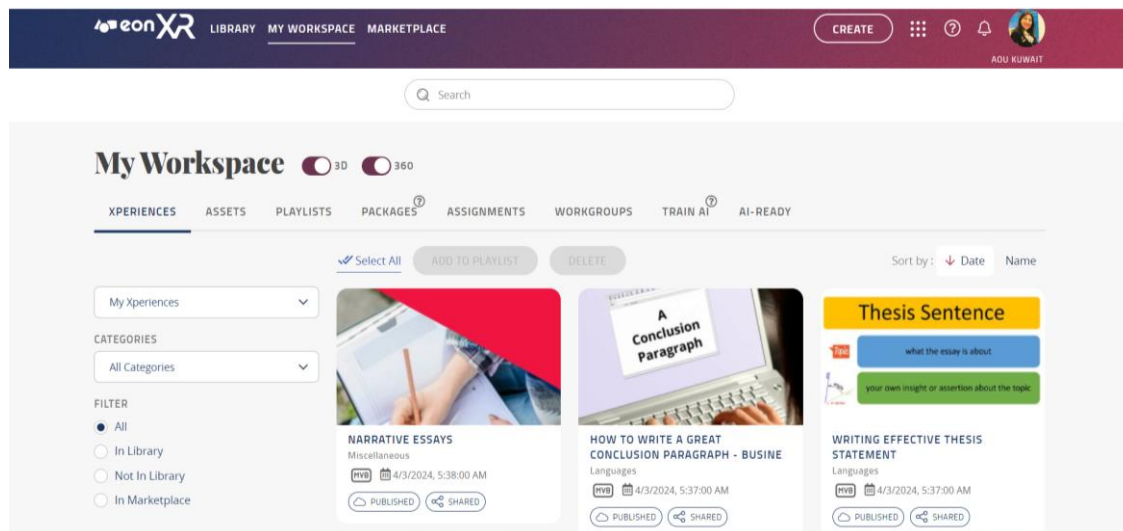 eonXR LIBRARY MY WORKSPACE MARKETPLACE CREATE ?
AOU KUWAIT
Search
My Workspace 3D 360
XPERIENCES ASSETS PLAYLISTS PACKAGES ? ASSIGNMENTS WORKGROUPS TRAIN AI ? AI-READY
Select All ADD TO PLAYLIST DELETE Sort by : Date Name
My Xperiences
CATEGORIES
All Categories
FILTER
All
In Library
Not In Library
In Marketplace
NARRATIVE ESSAYS
Miscellaneous
MVB 4/3/2024, 5:38:00 AM
PUBLISHED SHARED
A
Conclusion
Paragraph
HOW TO WRITE A GREAT
CONCLUSION PARAGRAPH - BUSINE
Languages
MVB 4/3/2024, 5:37:00 AM
PUBLISHED SHARED
Thesis Sentence
Topic what the essay is about
your own insight or assertion about the topic
WRITING EFFECTIVE THESIS
STATEMENT
Languages
MVB 4/3/2024, 5:37:00 AM
PUBLISHED SHARED